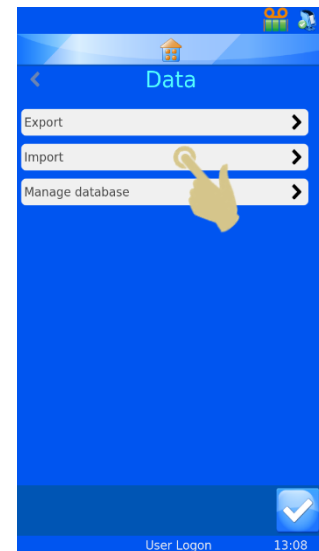 Data
Export
Import
Manage database
User Logon 13:08